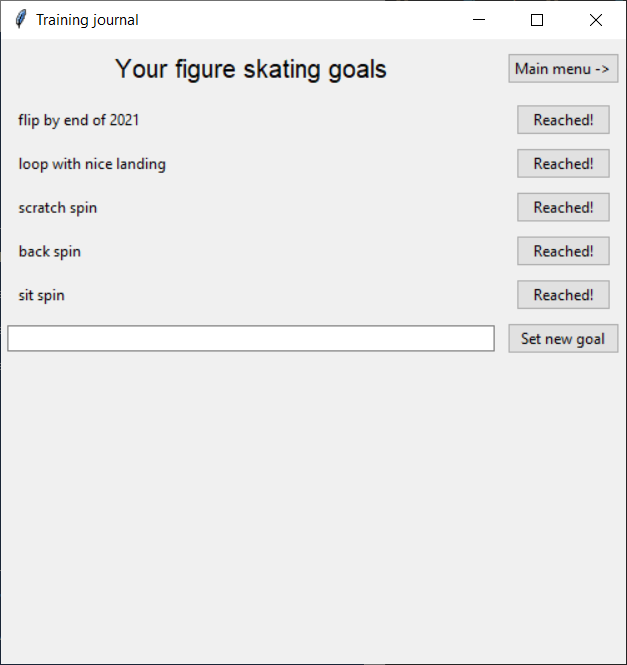 Training journal
Your figure skating goals
Main menu ->
flip by end of 2021
Reached!
loop with nice landing
Reached!
scratch spin
Reached!
back spin
Reached!
sit spin
Reached!
Set new goal